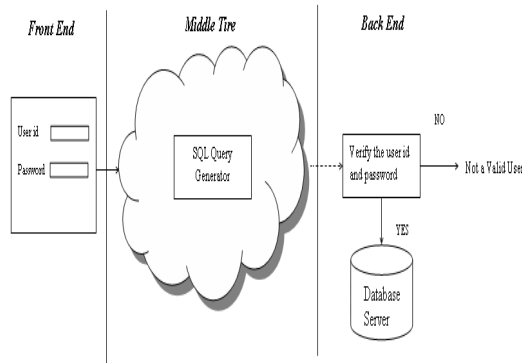 Front End
Middle Tire
Back End
User id
Password
SQL Query
Generator
Verify the user id
and password
NO
Not a Valid User
YES
Database
Server